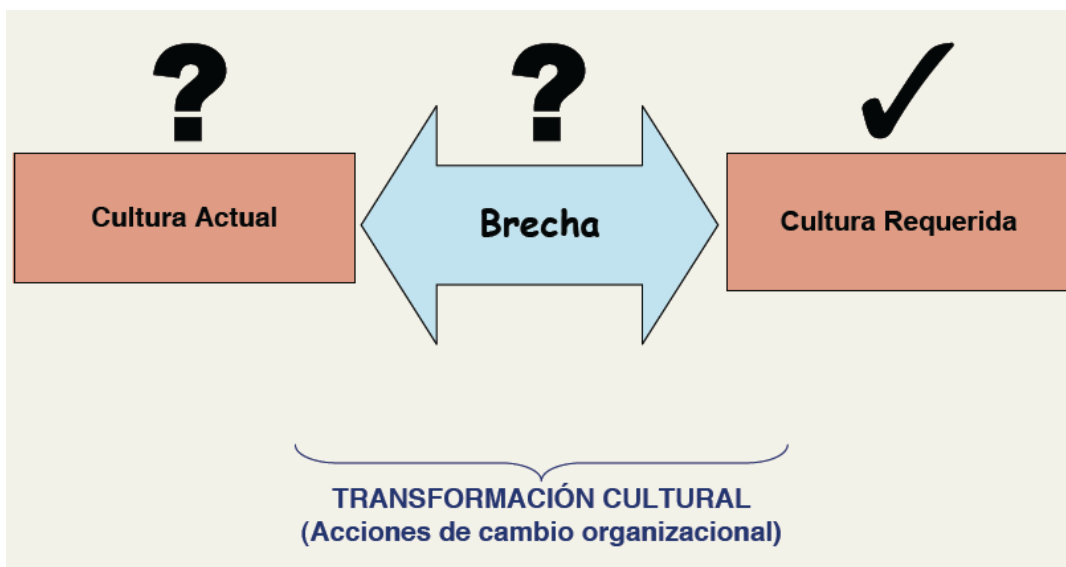 ? ? ✓
Cultura Actual
Brecha
Cultura Requerida
TRANSFORMACIÓN CULTURAL
(Acciones de cambio organizacional)